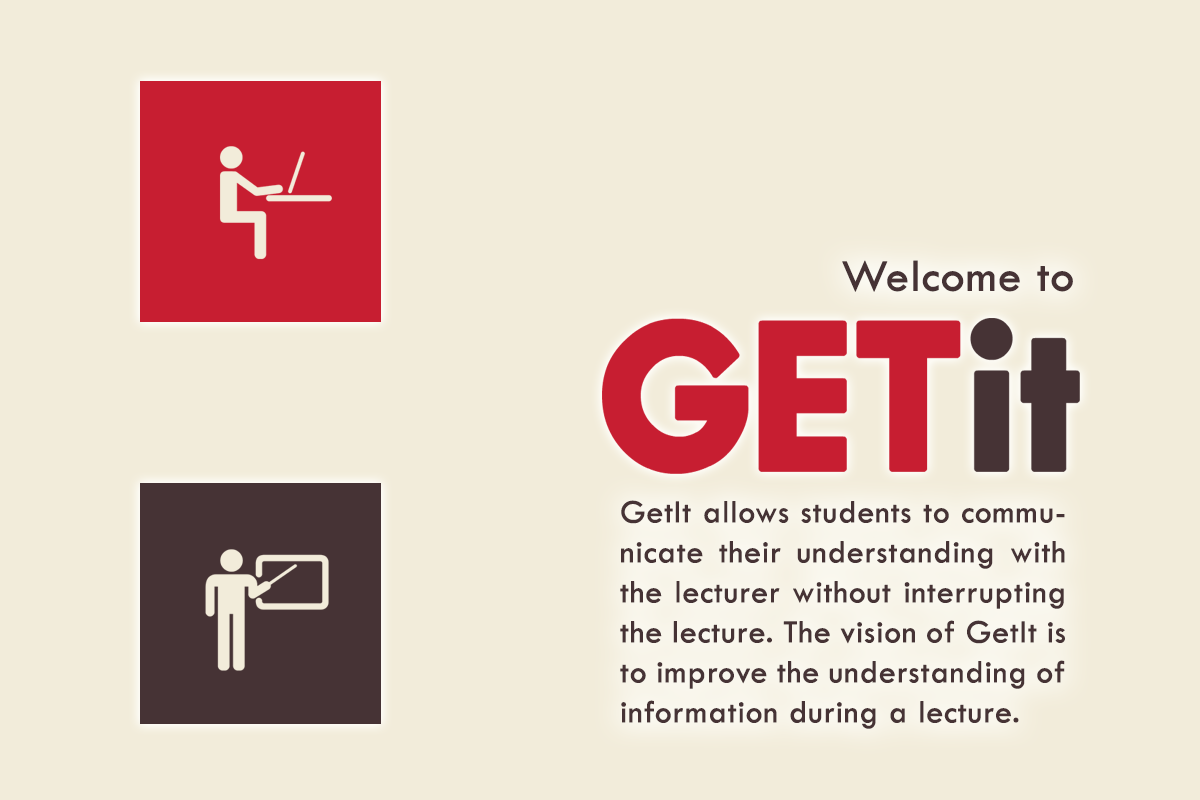 Welcome to
GETit
GetIt allows students to commu-
nicate their understanding with
the lecturer without interrupting
the lecture. The vision of GetIt is
to improve the understanding of
information during a lecture.